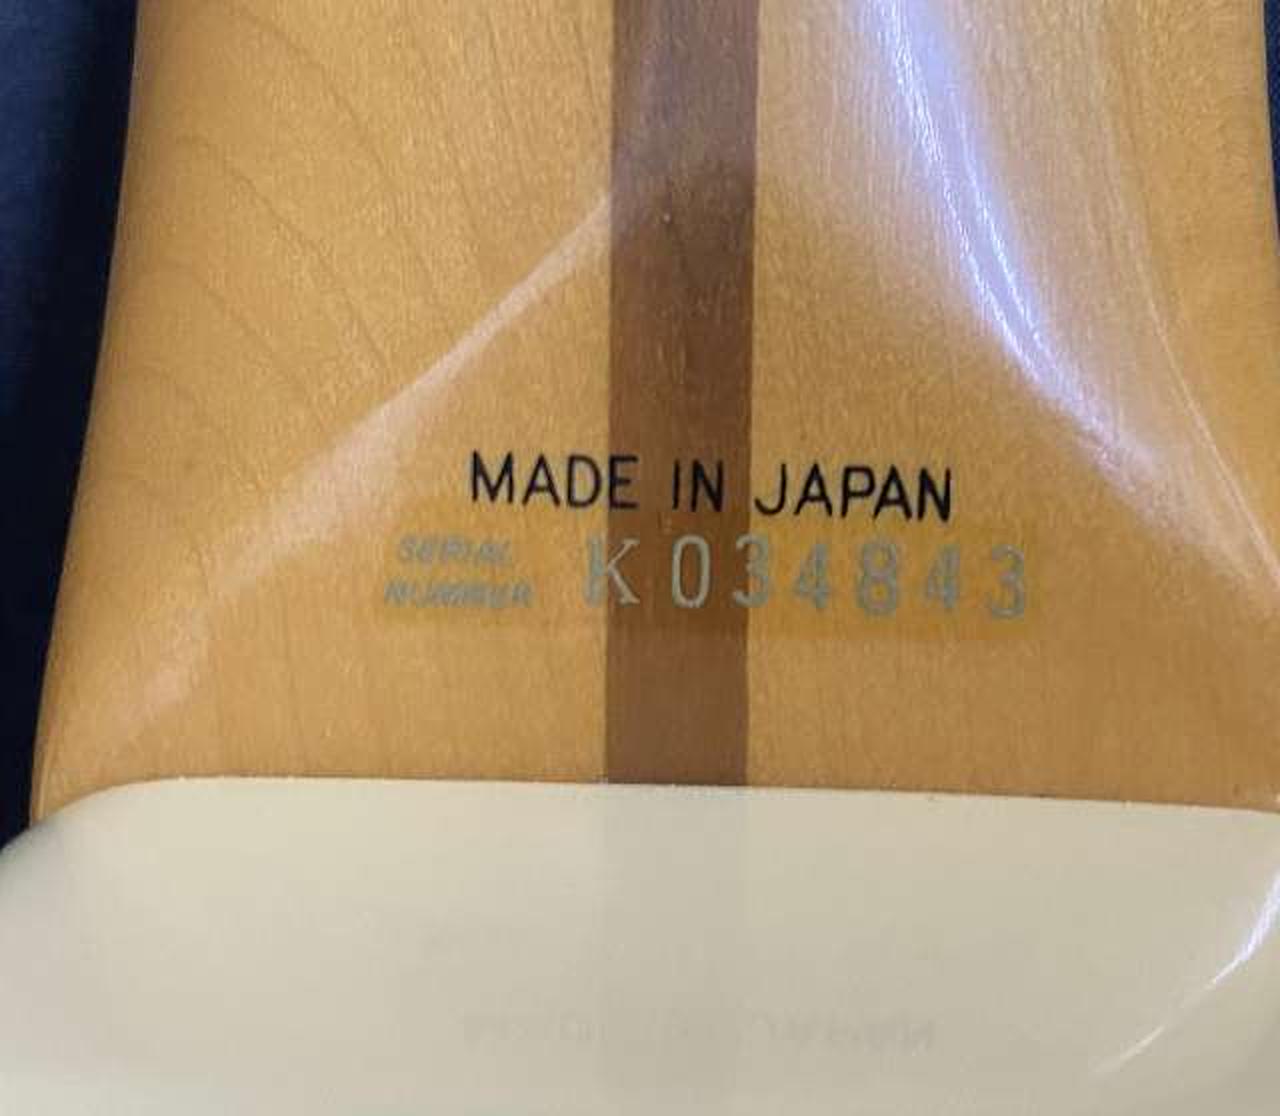 MADE IN JAPAN
SERIAL NUMBER K034843